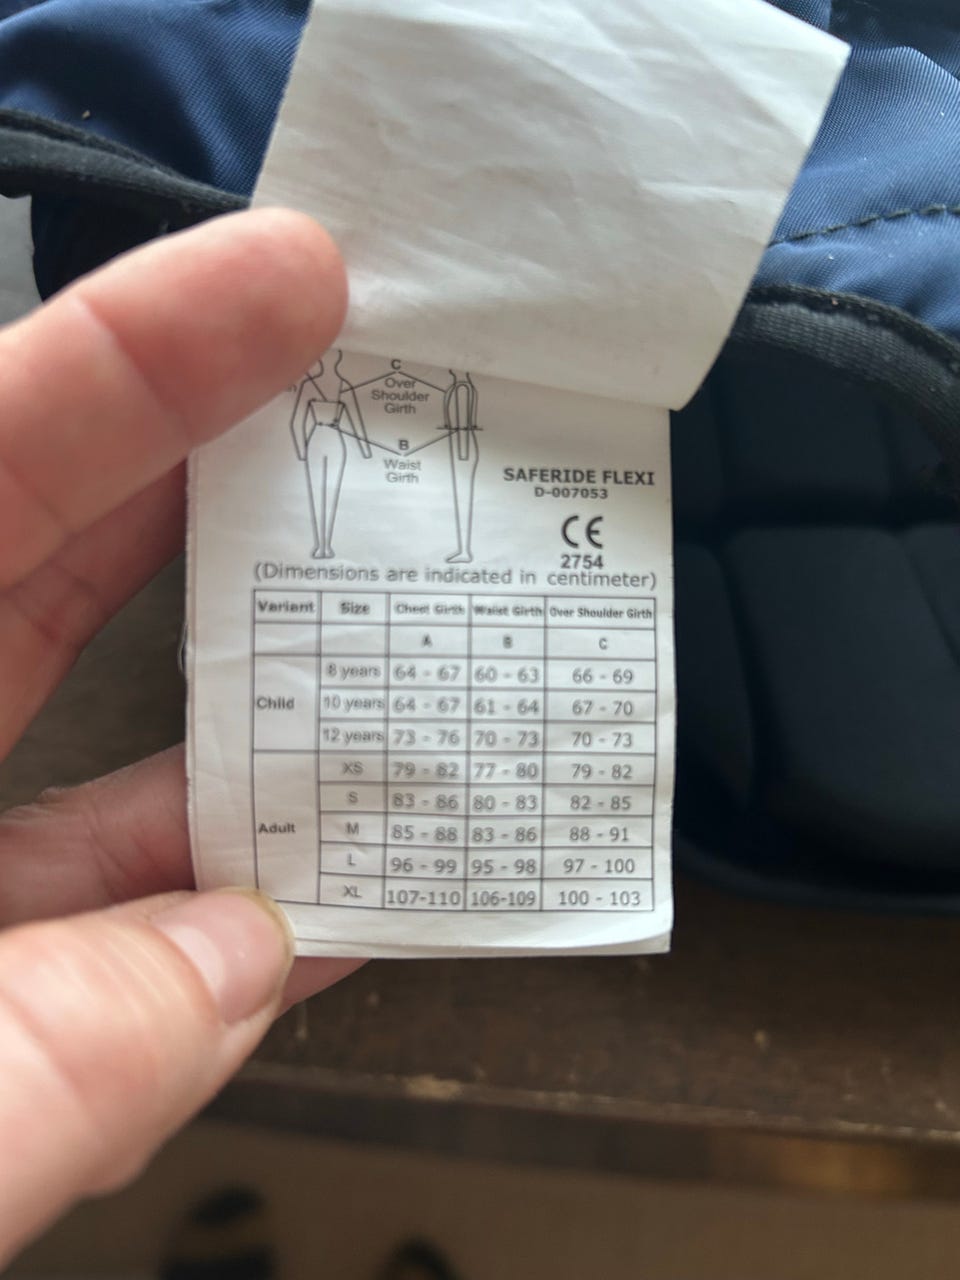 C
Over
Shoulder
Girth
B
Waist
Girth
SAFERIDE FLEXI
D-007053
CE
2754
(Dimensions are indicated in centimeter)
Variant Size Chest Girth Waist Girth Over Shoulder Girth
A B C
Child
8 years 64 - 67 60 - 63 66 - 69
10 years 64 - 67 61 - 64 67 - 70
12 years 73 - 76 70 - 73 70 - 73
Adult
XS 79 - 82 77 - 80 79 - 82
S 83 - 86 80 - 83 82 - 85
M 85 - 88 83 - 86 88 - 91
L 96 - 99 95 - 98 97 - 100
XL 107-110 106-109 100 - 103